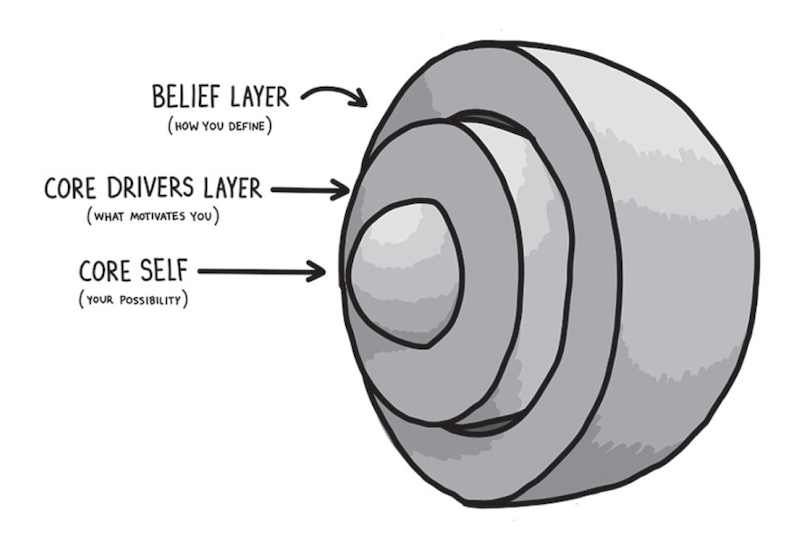 BELIEF LAYER
(HOW YOU DEFINE)
CORE DRIVERS LAYER
(WHAT MOTIVATES YOU)
CORE SELF
(YOUR POSSIBILITY)